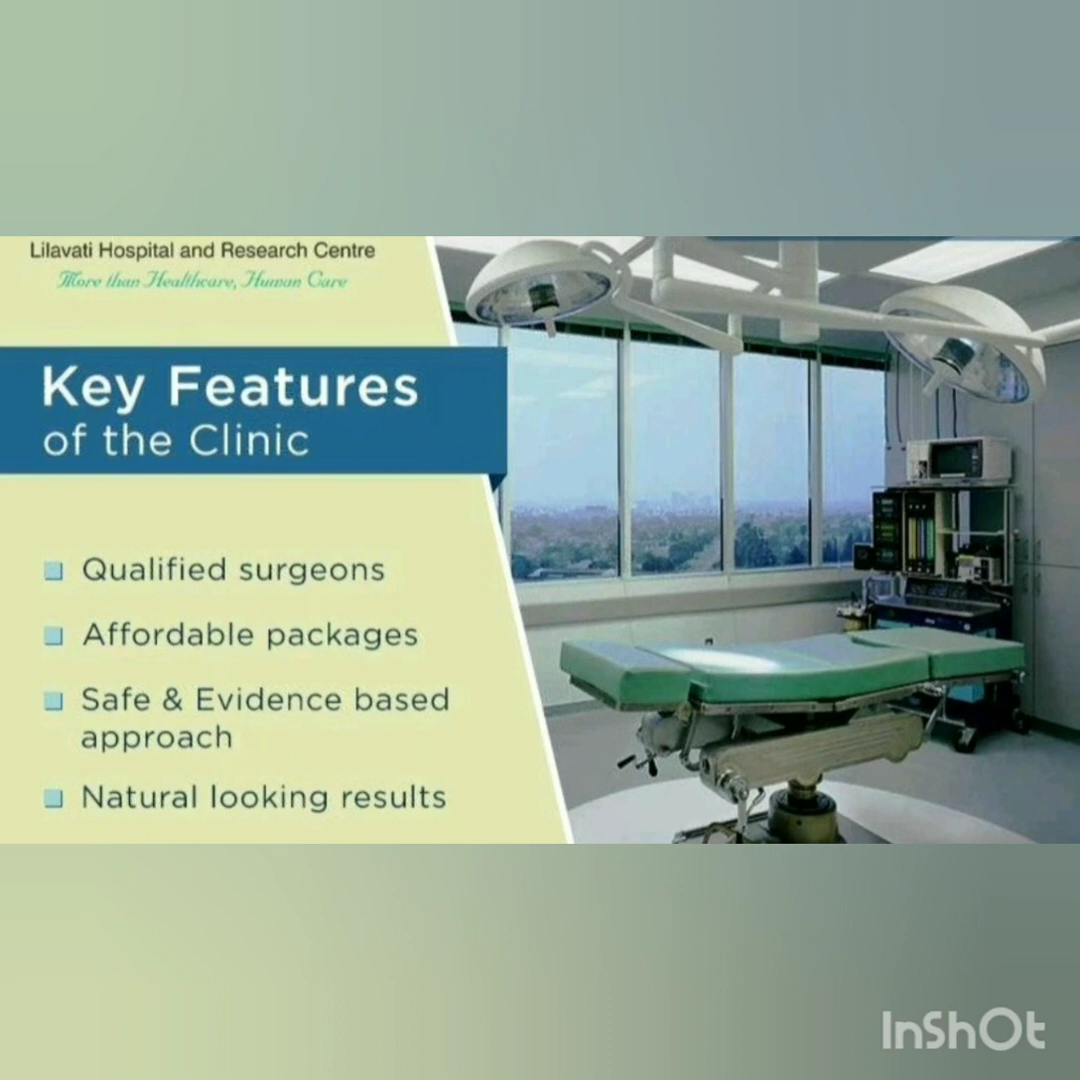 Lilavati Hospital and Research Centre
More than Healthcare, Human Care
Key Features
of the Clinic
Qualified surgeons
Affordable packages
Safe & Evidence based
approach
Natural looking results
InShOt